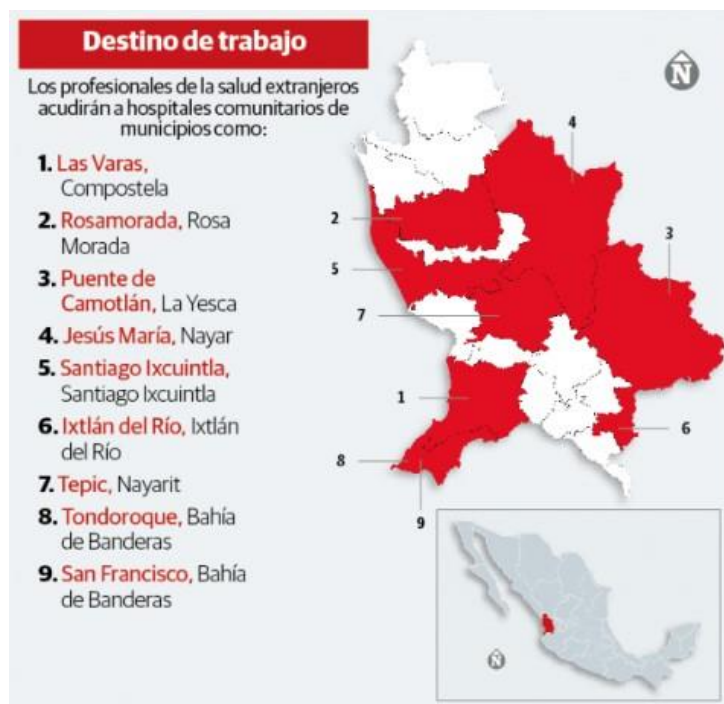 Destino de trabajo
Los profesionales de la salud extranjeros
acudirán a hospitales comunitarios de
municipios como:
1. Las Varas,
Compostela
2. Rosamorada, Rosa
Morada
3. Puente de
Camotlán, La Yesca
4. Jesús María, Nayar
5. Santiago Ixcuintla,
Santiago Ixcuintla
6. Ixtlán del Río, Ixtlán
del Río
7. Tepic, Nayarit
8. Tondoroque, Bahía
de Banderas
9. San Francisco, Bahía
de Banderas
N
4
2
3
5
7
1
6
8
9
N